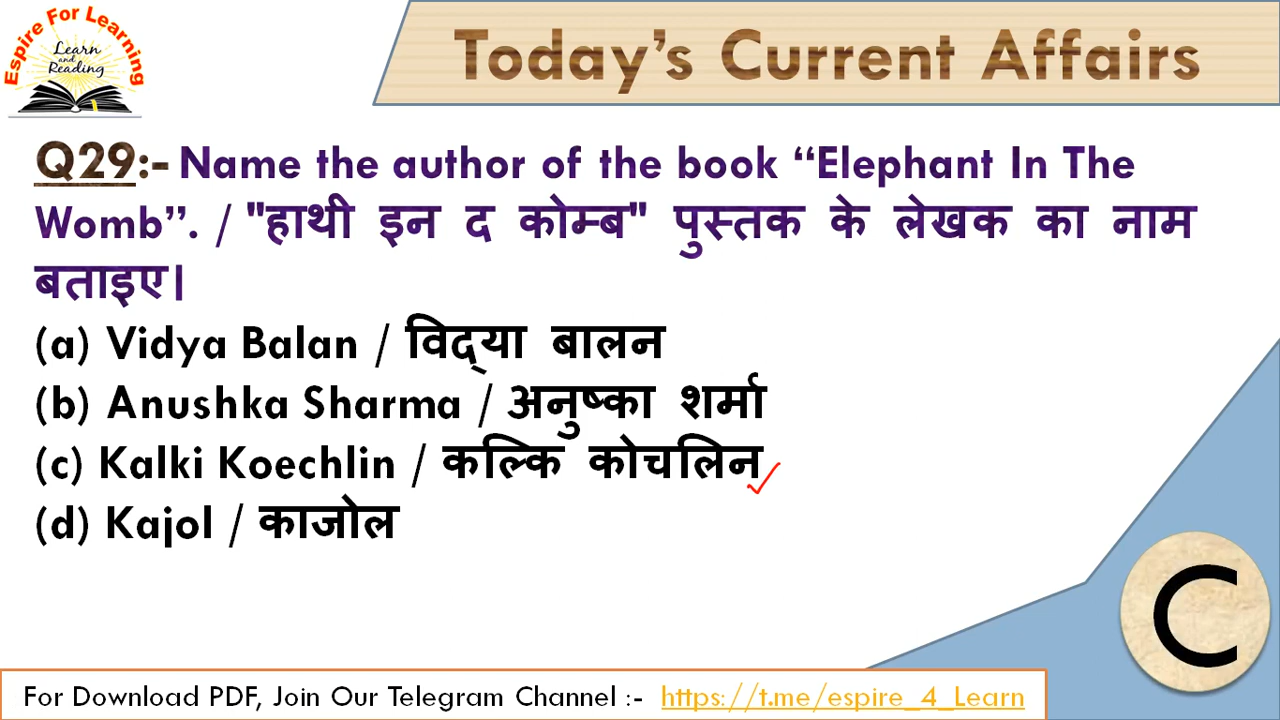 Espire For Learning
Learn
and
Reading
Today's Current Affairs
Q29:- Name the author of the book “Elephant In The
Womb”. / "हाथी इन द कोम्ब" पुस्तक के लेखक का नाम
बताइए।
(a) Vidya Balan / विद्या बालन
(b) Anushka Sharma / अनुष्का शर्मा
(c) Kalki Koechlin / कल्कि कोचलिन
(d) Kajol / काजोल
C
For Download PDF, Join Our Telegram Channel :- https://t.me/espire_4_Learn